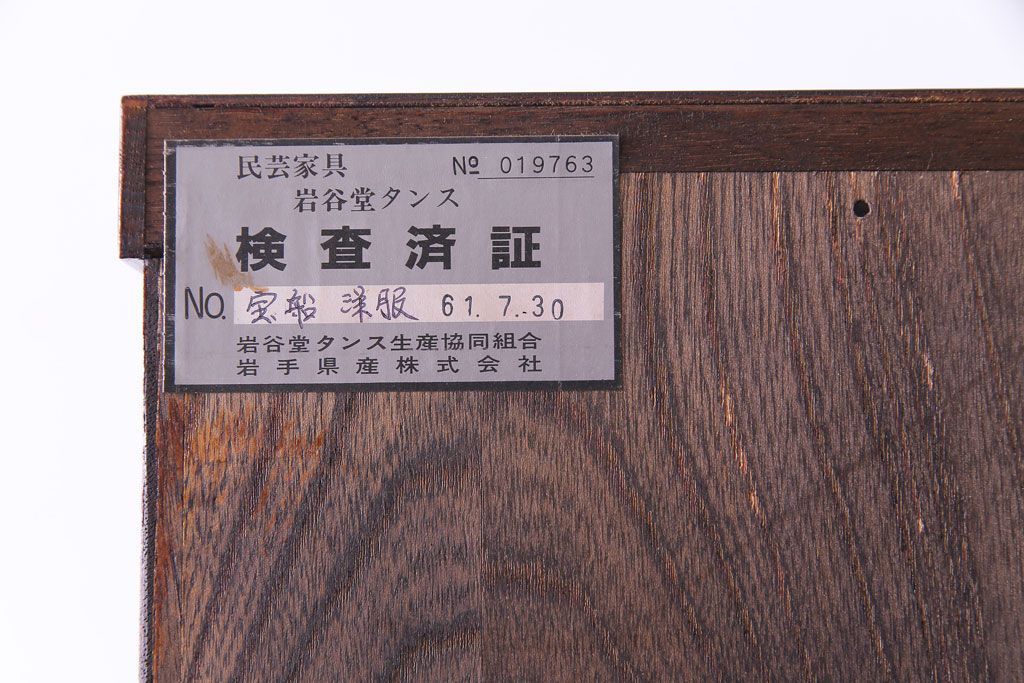 民芸家具 № 019763
岩谷堂タンス
検査済証
No. 宝船 洋服 61.7.-30
岩谷堂タンス生産協同組合
岩手県産株式会社